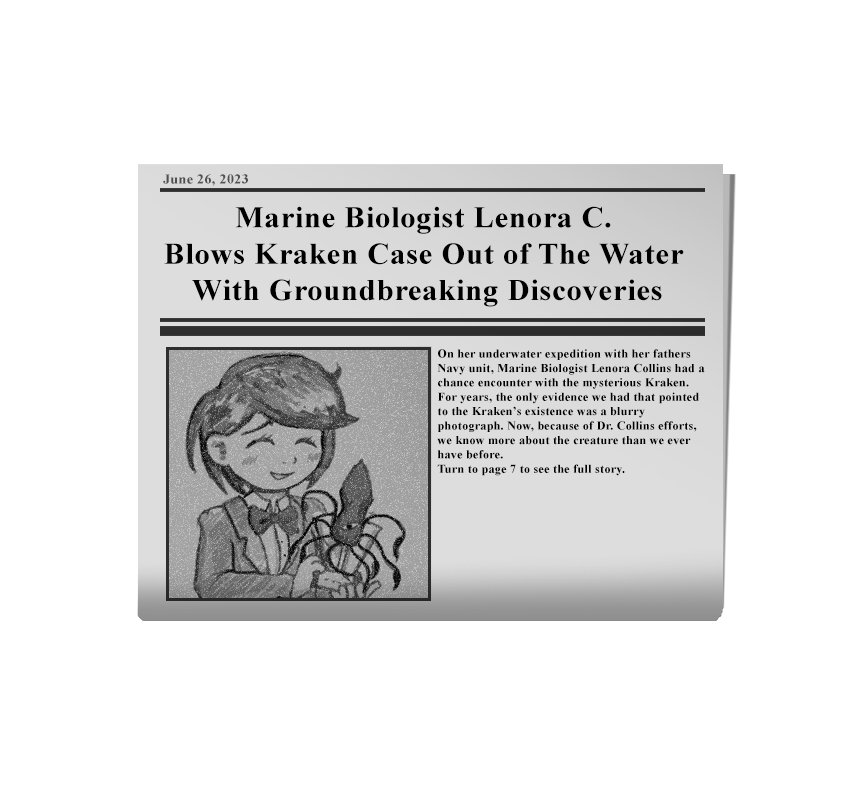 June 26, 2023
Marine Biologist Lenora C.
Blows Kraken Case Out of The Water
With Groundbreaking Discoveries
On her underwater expedition with her fathers
Navy unit, Marine Biologist Lenora Collins had a
chance encounter with the mysterious Kraken.
For years, the only evidence we had that pointed
to the Kraken's existence was a blurry
photograph. Now, because of Dr. Collins efforts,
we know more about the creature than we ever
have before.
Turn to page 7 to see the full story.